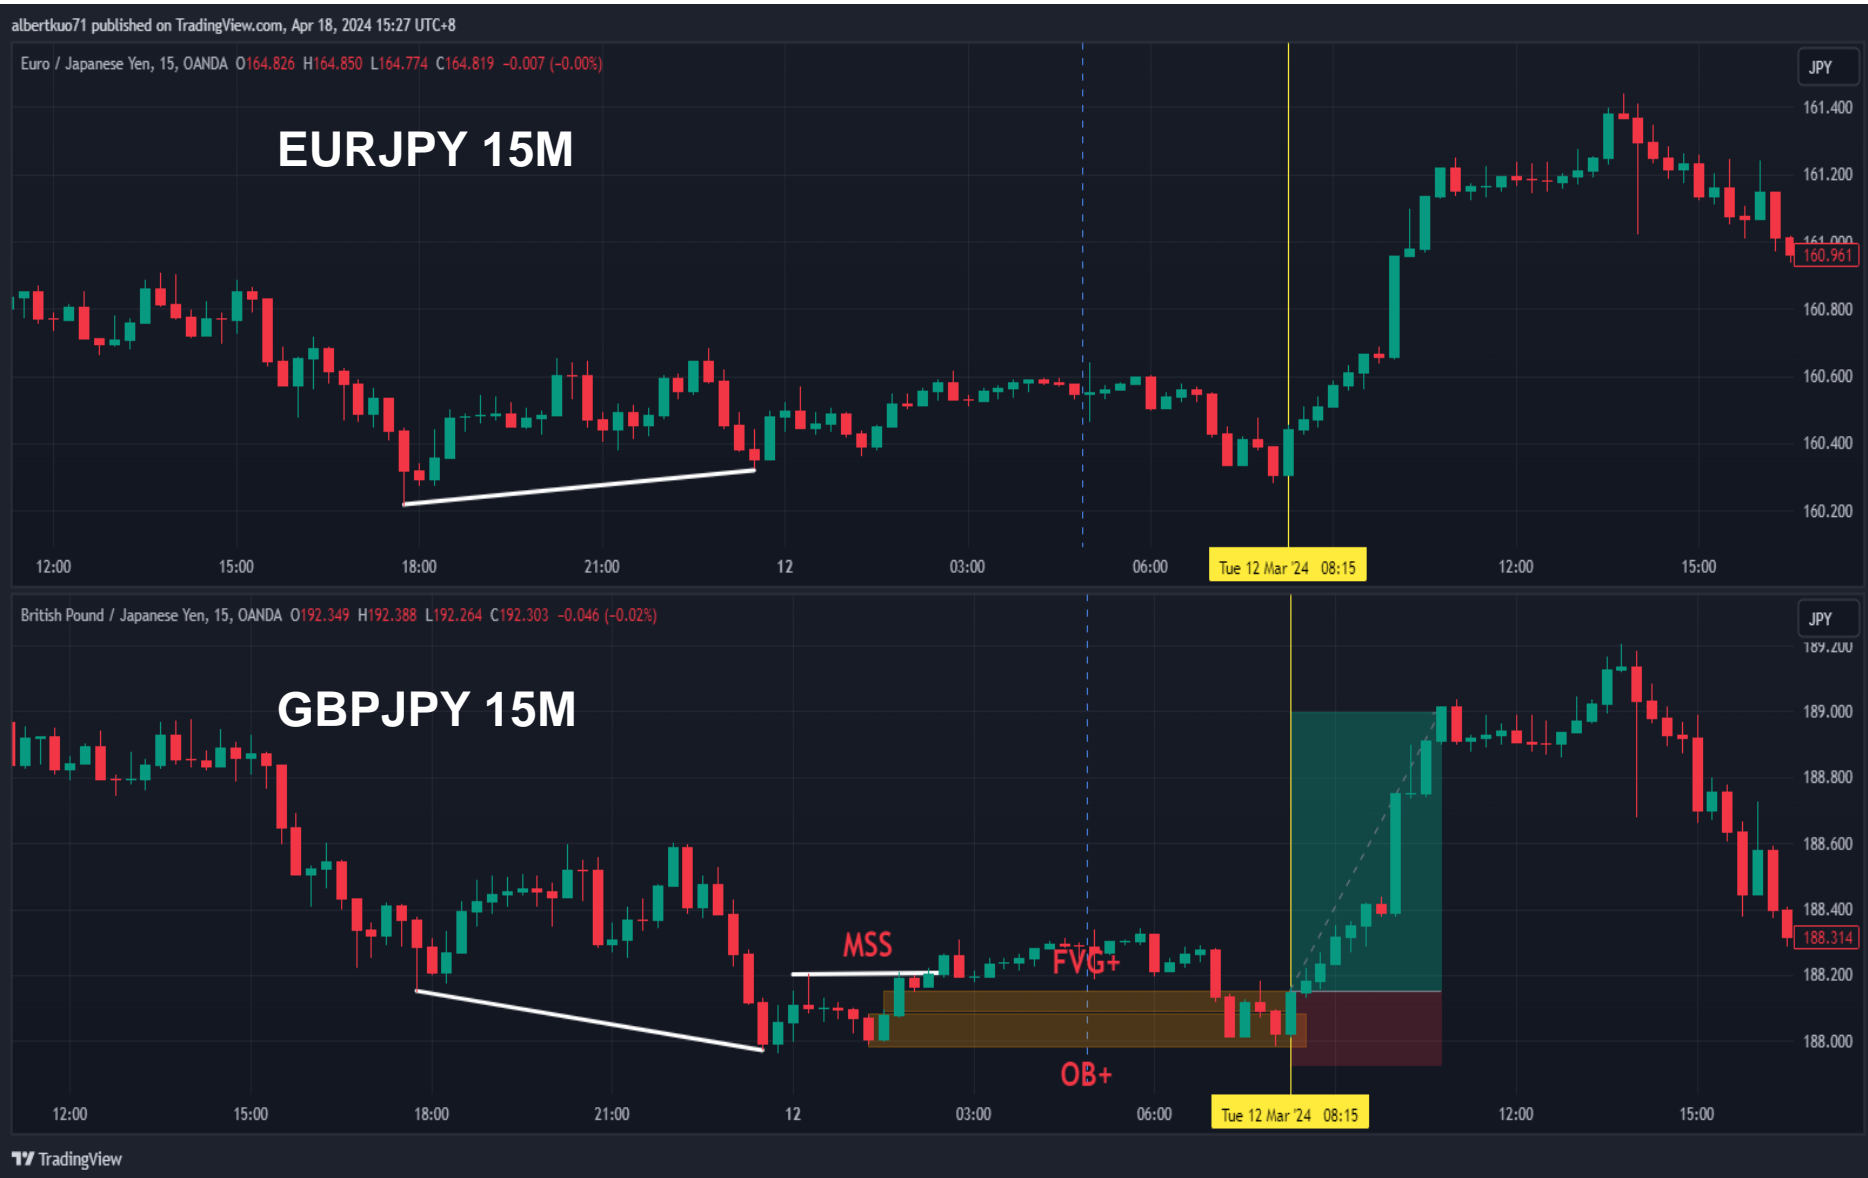 albertkuo71 published on TradingView.com, Apr 18, 2024 15:27 UTC+8
Euro / Japanese Yen, 15, OANDA O164.826 H164.850 L164.774 C164.819 −0.007 (−0.00%)
JPY
EURJPY 15M
161.400
161.200
161.000
160.961
160.800
160.600
160.400
160.200
12:00 15:00 18:00 21:00 12 03:00 06:00 Tue 12 Mar '24 08:15 12:00 15:00
British Pound / Japanese Yen, 15, OANDA O192.349 H192.388 L192.264 C192.303 −0.046 (−0.02%)
JPY
189.200
GBPJPY 15M
189.000
188.800
188.600
188.400
188.314
MSS
FVG+
188.200
188.000
OB+
12:00 15:00 18:00 21:00 12 03:00 06:00 Tue 12 Mar '24 08:15 12:00 15:00
TradingView